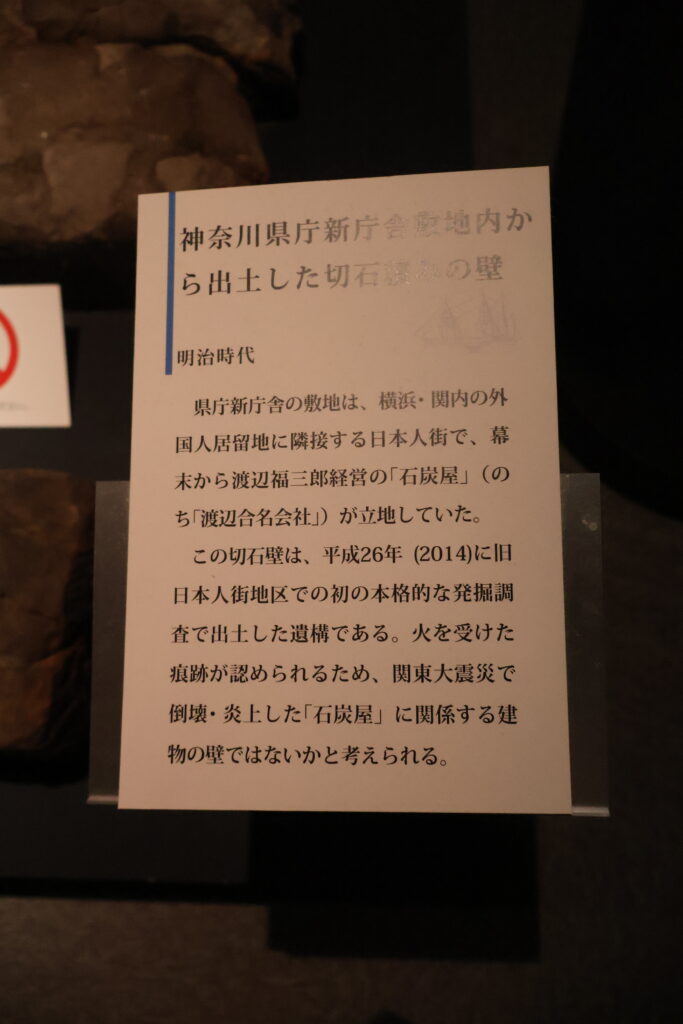 神奈川県庁新庁舎敷地内か
ら出土した切石積みの壁
明治時代
県庁新庁舎の敷地は、横浜・関内の外
国人居留地に隣接する日本人街で、幕
末から渡辺福三郎経営の「石炭屋」（の
ち「渡辺合名会社」）が立地していた。
この切石壁は、平成26年 (2014)に旧
日本人街地区での初の本格的な発掘調
査で出土した遺構である。火を受けた
痕跡が認められるため、関東大震災で
倒壊・炎上した「石炭屋」に関係する建
物の壁ではないかと考えられる。